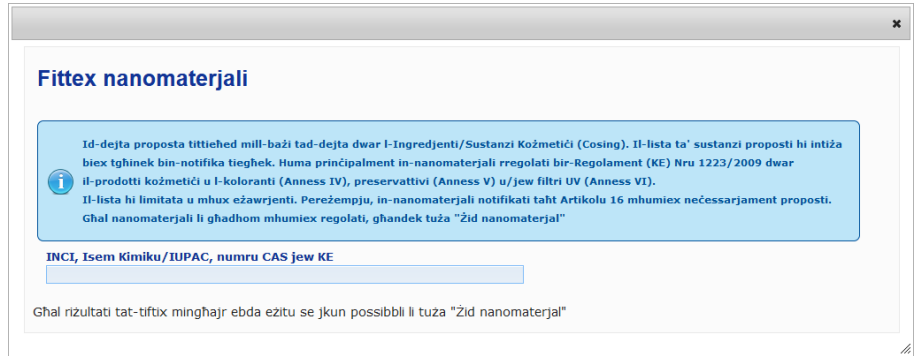 Fittex nanomaterjali
Id-dejta proposta tittieħed mill-bażi tad-dejta dwar l-Ingredjenti/Sustanzi Kożmetiċi (Cosing). Il-lista ta' sustanzi proposti hi intiża
biex tgħinek bin-notifika tiegħek. Huma prinċipalment in-nanomaterjali rregolati bir-Regolament (KE) Nru 1223/2009 dwar
il-prodotti kożmetiċi u l-koloranti (Anness IV), preservattivi (Anness V) u/jew filtri UV (Anness VI).
Il-lista hi limitata u mhux eżawrjenti. Pereżempju, in-nanomaterjali notifikati taħt Artikolu 16 mhumiex neċessarjament proposti.
Għal nanomaterjali li għadhom mhumiex regolati, għandek tuża "Żid nanomaterjal"
INCI, Isem Kimiku/IUPAC, numru CAS jew KE
Għal riżultati tat-tiftix mingħajr ebda eżitu se jkun possibbli li tuża "Żid nanomaterjal"